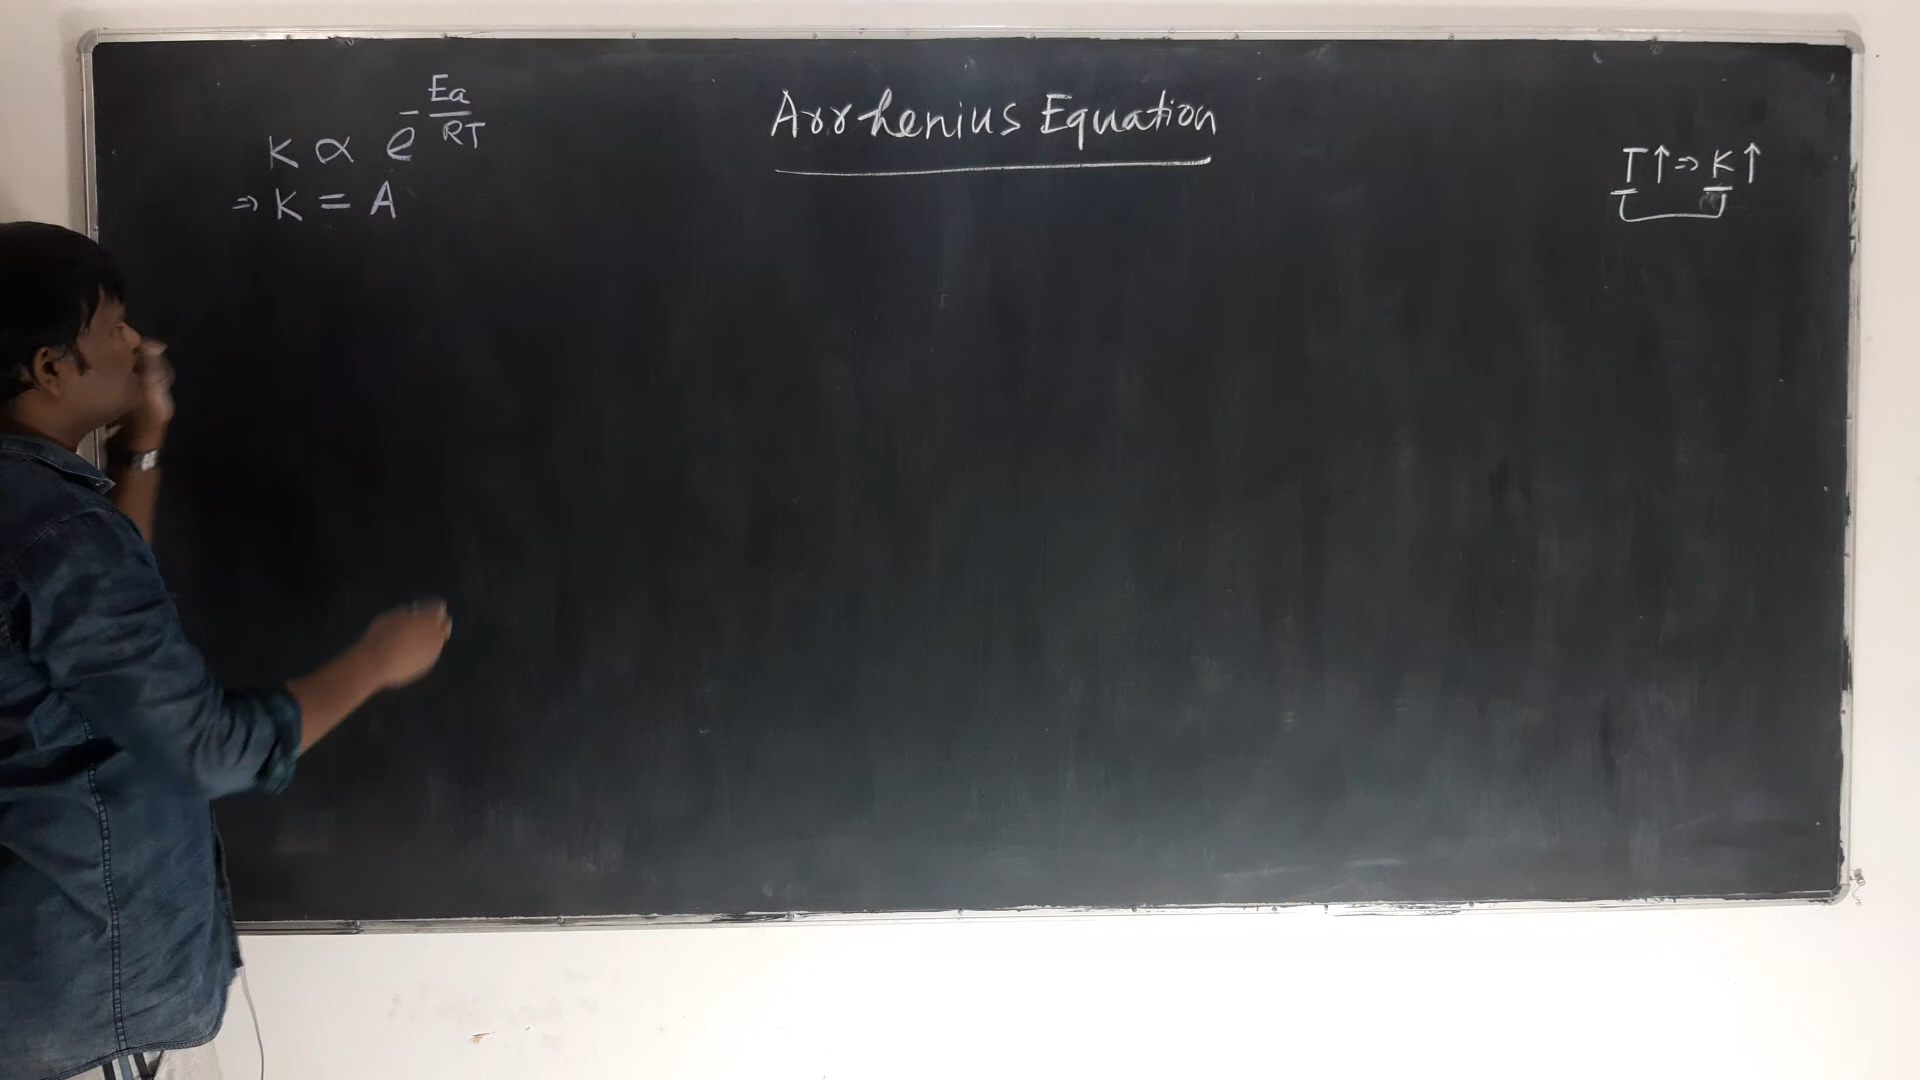 Arrhenius Equation
K ∝ e^{-Ea/RT}
⇒ K = A
T↑ ⇒ K↑